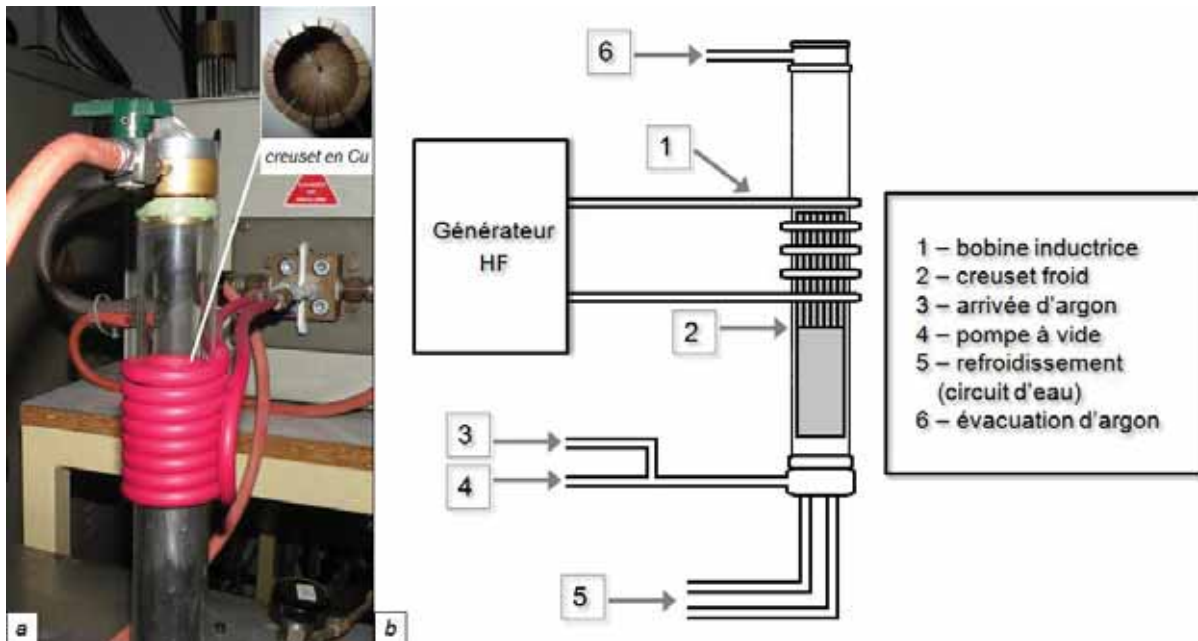 creuset en Cu
a
6
1
Générateur
HF
2
3
4
5
b
1 – bobine inductrice
2 – creuset froid
3 – arrivée d'argon
4 – pompe à vide
5 – refroidissement
(circuit d'eau)
6 – évacuation d'argon